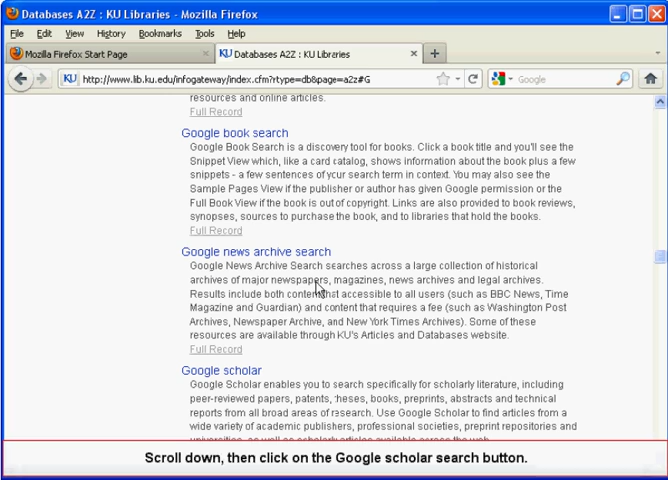 Databases A2Z : KU Libraries - Mozilla Firefox
File Edit View History Bookmarks Tools Help
Mozilla Firefox Start Page
KU Databases A2Z : KU Libraries
KU http://www.lib.ku.edu/infogateway/index.cfm?rtype=db&page=a2z#G
Google
resources and online articles.
Full Record
Google book search
Google Book Search is a discovery tool for books. Click a book title and you'll see the
Snippet View which, like a card catalog, shows information about the book plus a few
snippets - a few sentences of your search term in context. You may also see the
Sample Pages View if the publisher or author has given Google permission or the
Full Book View if the book is out of copyright. Links are also provided to book reviews,
synopses, sources to purchase the book, and to libraries that hold the books.
Full Record
Google news archive search
Google News Archive Search searches across a large collection of historical
archives of major newspapers, magazines, news archives and legal archives.
Results include both content that accessible to all users (such as BBC News, Time
Magazine and Guardian) and content that requires a fee (such as Washington Post
Archives, Newspaper Archive, and New York Times Archives). Some of these
resources are available through KU's Articles and Databases website.
Full Record
Google scholar
Google Scholar enables you to search specifically for scholarly literature, including
peer-reviewed papers, patents, theses, books, preprints, abstracts and technical
reports from all broad areas of research. Use Google Scholar to find articles from a
wide variety of academic publishers, professional societies, preprint repositories and
universities, as well as scholarly articles available across the web.
Scroll down, then click on the Google scholar search button.